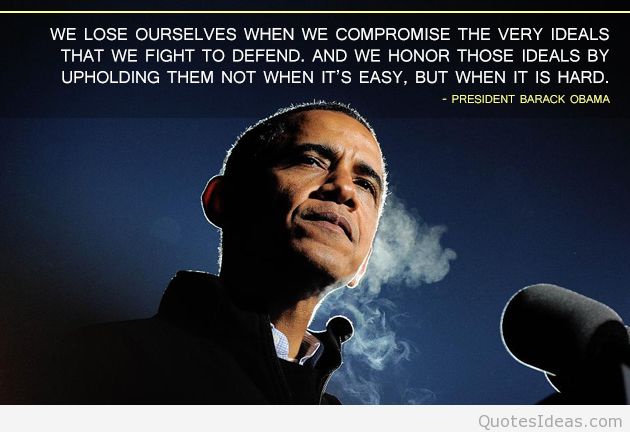 WE LOSE OURSELVES WHEN WE COMPROMISE THE VERY IDEALS
THAT WE FIGHT TO DEFEND. AND WE HONOR THOSE IDEALS BY
UPHOLDING THEM NOT WHEN IT'S EASY, BUT WHEN IT IS HARD.
- PRESIDENT BARACK OBAMA
QuotesIdeas.com